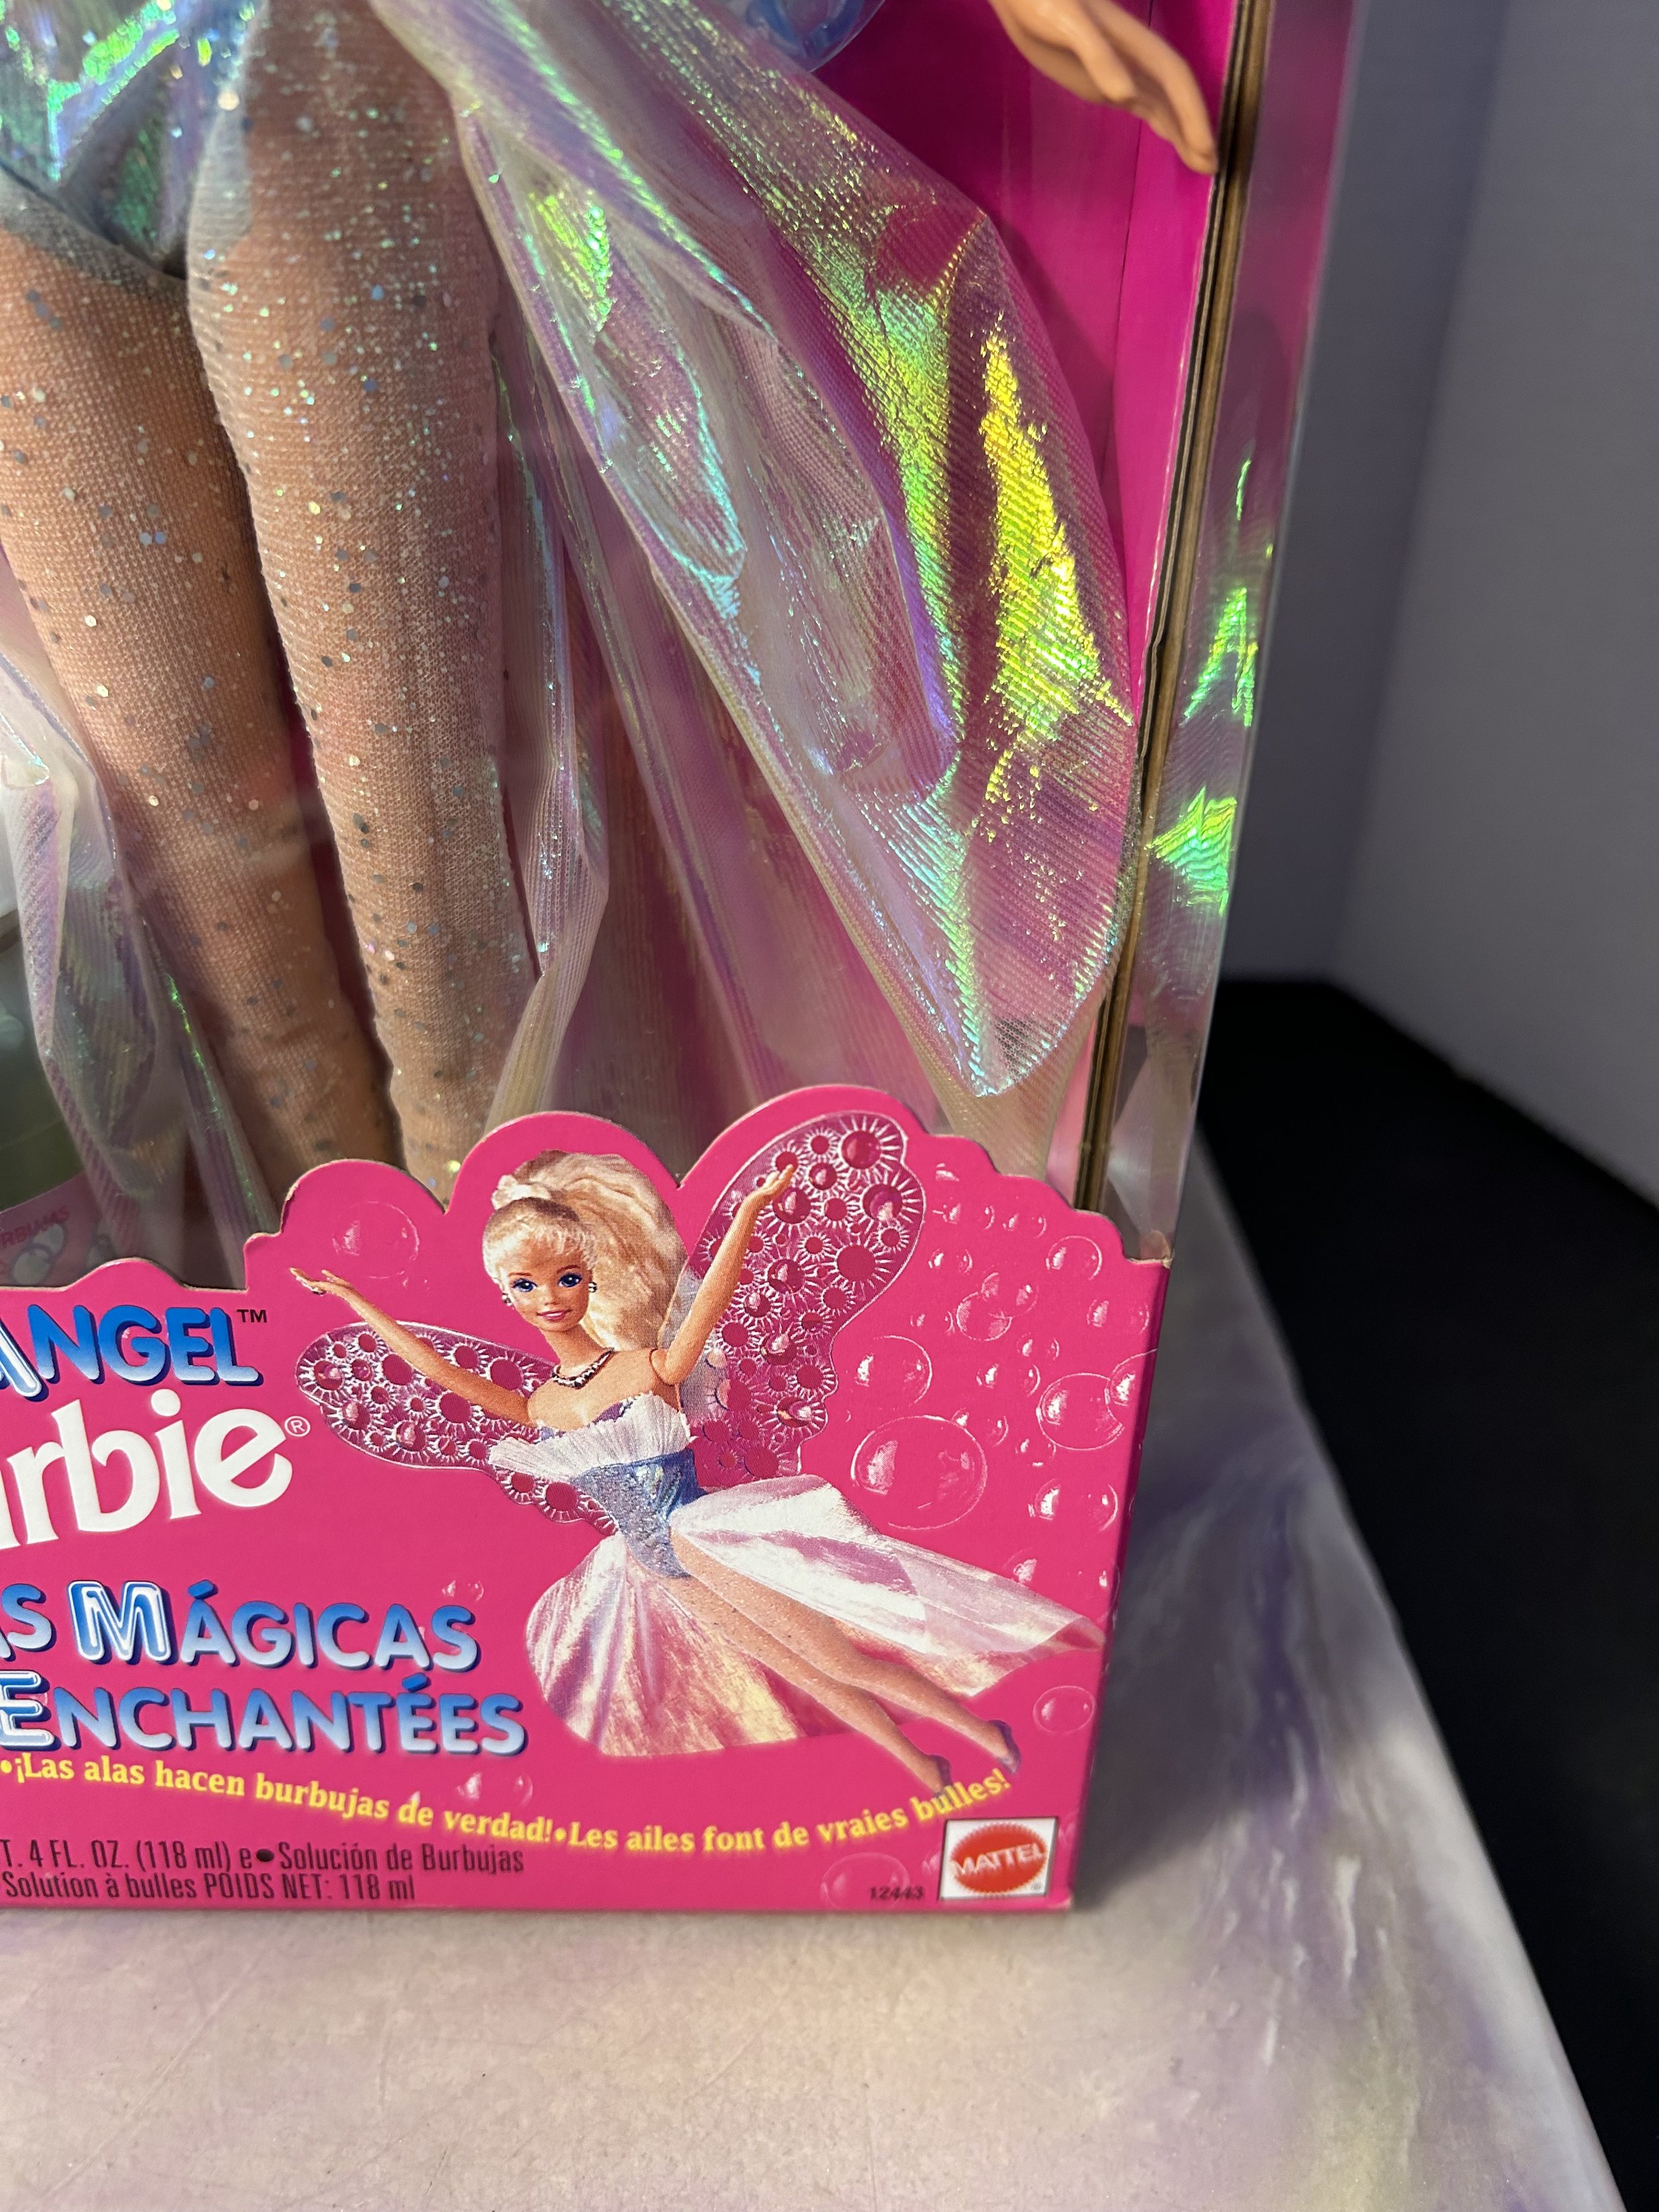 ANGEL™
rbie®
AS MÁGICAS
ENCHANTÉES
•¡Las alas hacen burbujas de verdad!•Les ailes font de vraies bulles!
T. 4 FL. OZ. (118 ml) e•Solución de Burbujas
Solution à bulles POIDS NET: 118 ml
12443
MATTEL®